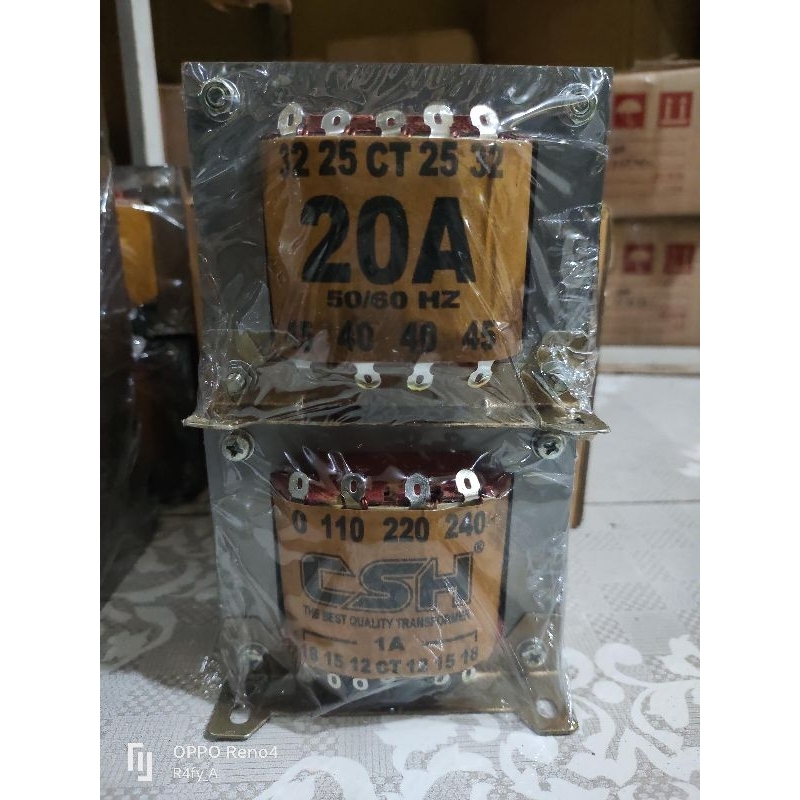 32 25 CT 25 32
20A
50/60 HZ
45 40 40 45
0 110 220 240
CSH®
THE BEST QUALITY TRANSFORMER
1A
18 15 12 CT 12 15 18
OPPO Reno4
R4fy_A